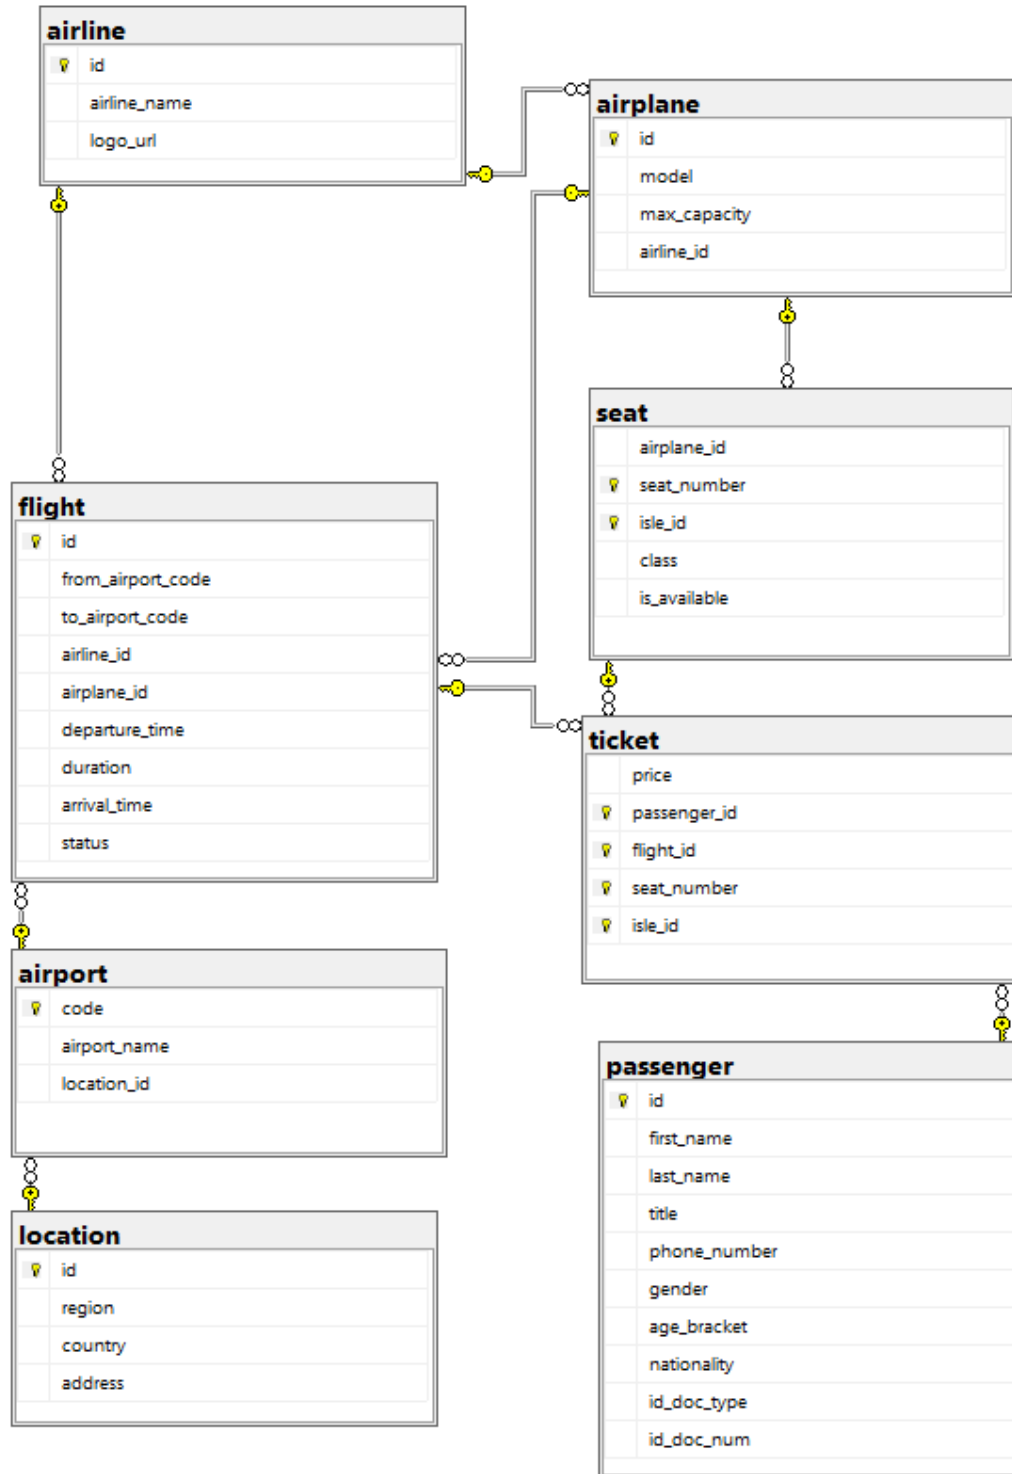 airline
id
airline_name
logo_url
airplane
id
model
max_capacity
airline_id
seat
airplane_id
seat_number
isle_id
class
is_available
flight
id
from_airport_code
to_airport_code
airline_id
airplane_id
departure_time
duration
arrival_time
status
ticket
price
passenger_id
flight_id
seat_number
isle_id
airport
code
airport_name
location_id
passenger
id
first_name
last_name
title
phone_number
gender
age_bracket
nationality
id_doc_type
id_doc_num
location
id
region
country
address